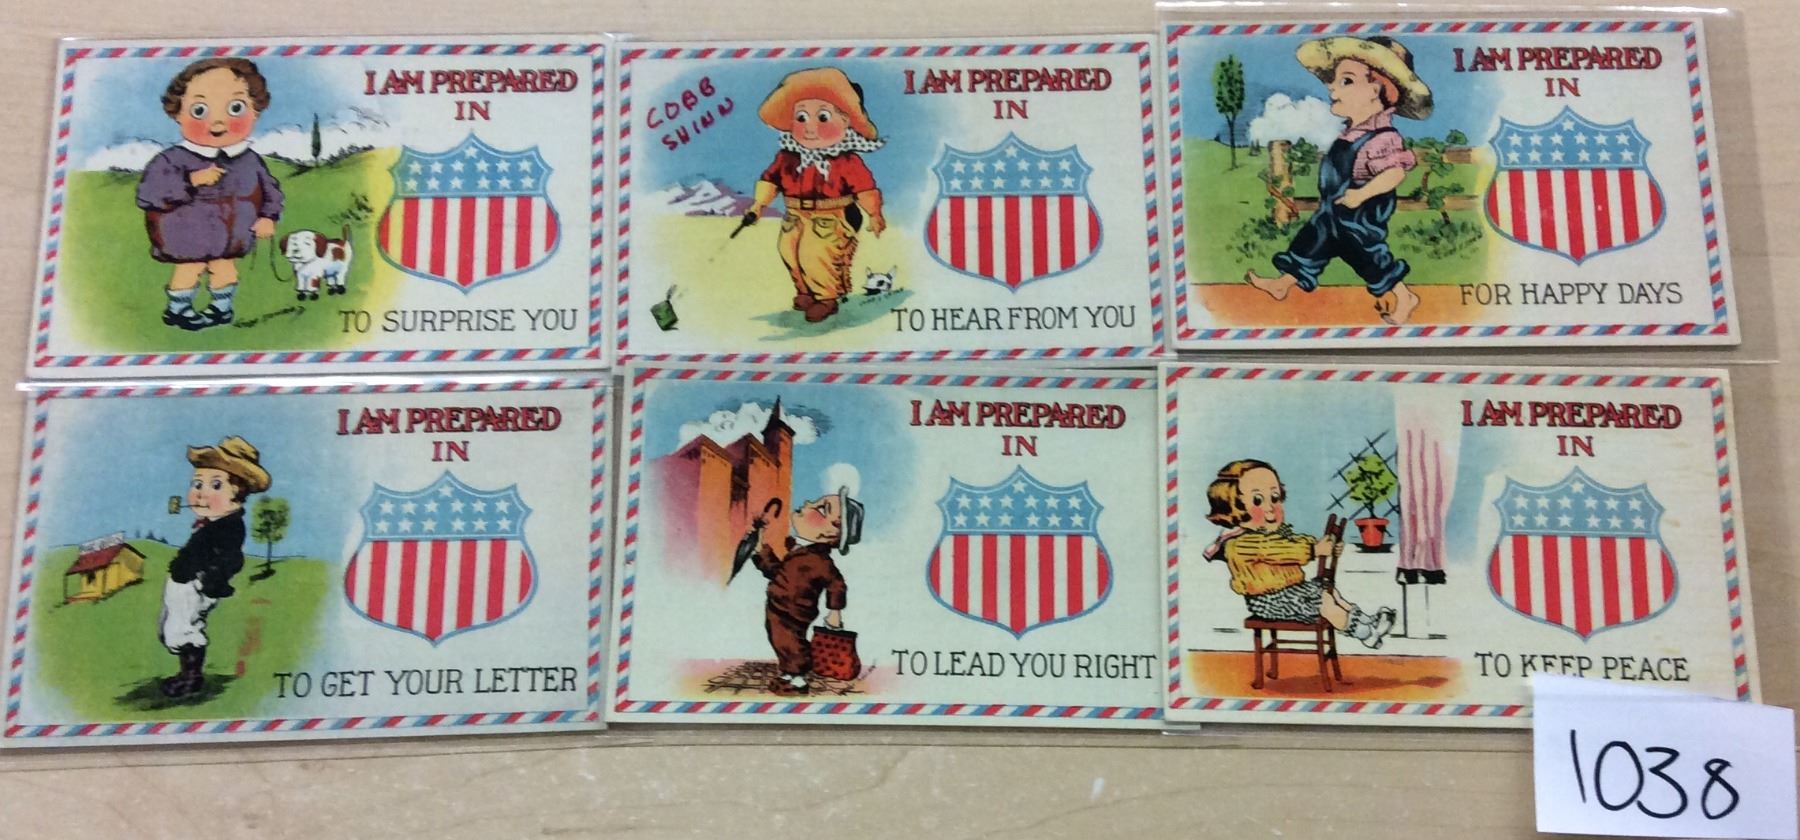 I AM PREPARED
IN
TO SURPRISE YOU
COBB
SHINN
I AM PREPARED
IN
TO HEAR FROM YOU
I AM PREPARED
IN
FOR HAPPY DAYS
I AM PREPARED
IN
TO GET YOUR LETTER
I AM PREPARED
IN
TO LEAD YOU RIGHT
I AM PREPARED
IN
TO KEEP PEACE
1038